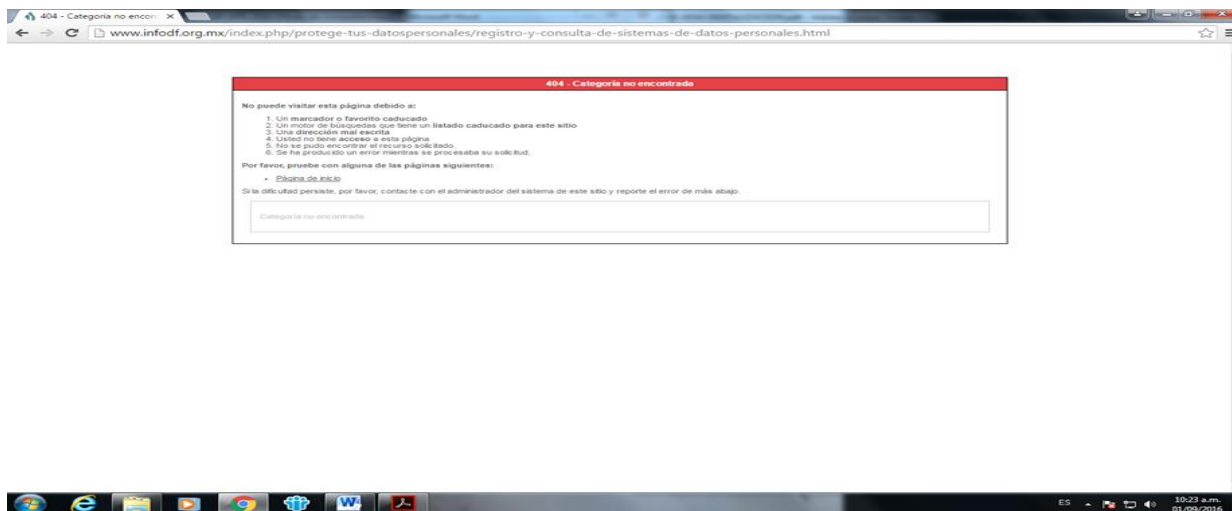 404 - Categoría no encon
www.infodf.org.mx/index.php/protege-tus-datospersonales/registro-y-consulta-de-sistemas-de-datos-personales.html
404 - Categoría no encontrada
No puede visitar esta página debido a:
1. Un marcador o favorito caducado
2. Un motor de búsquedas que tiene un listado caducado para este sitio
3. Una dirección mal escrita
4. Usted no tiene acceso a esta página
5. No se pudo encontrar el recurso solicitado.
6. Se ha producido un error mientras se procesaba su solicitud.
Por favor, pruebe con alguna de las páginas siguientes:
• Página de inicio
Si la dificultad persiste, por favor, contacte con el administrador del sistema de este sitio y reporte el error de más abajo.
Categoría no encontrada
ES
10:23 a.m.
01/09/2016